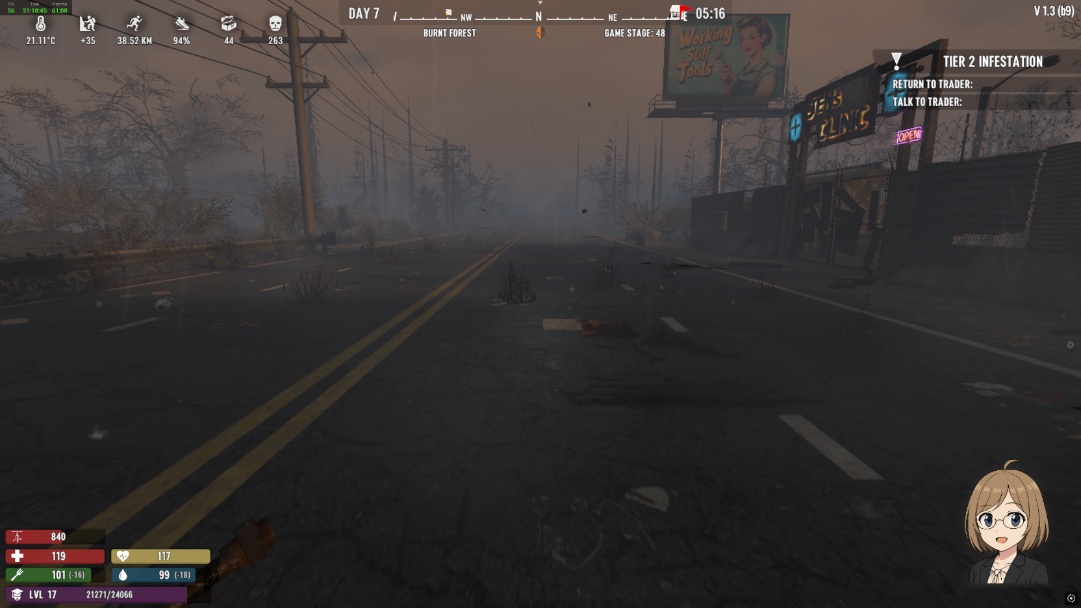 DAY 7
NW
N
NE
05:16
V 1.3 (b9)
21.11°C
+35
38.52 KM
94%
44
263
BURNT FOREST
GAME STAGE: 48
Working
Stiff
Tools
JEN'S
CLINIC
OPEN
TIER 2 INFESTATION
RETURN TO TRADER:
TALK TO TRADER:
840
119
117
101 (-16)
99 (-18)
LVL 17
21271/24066